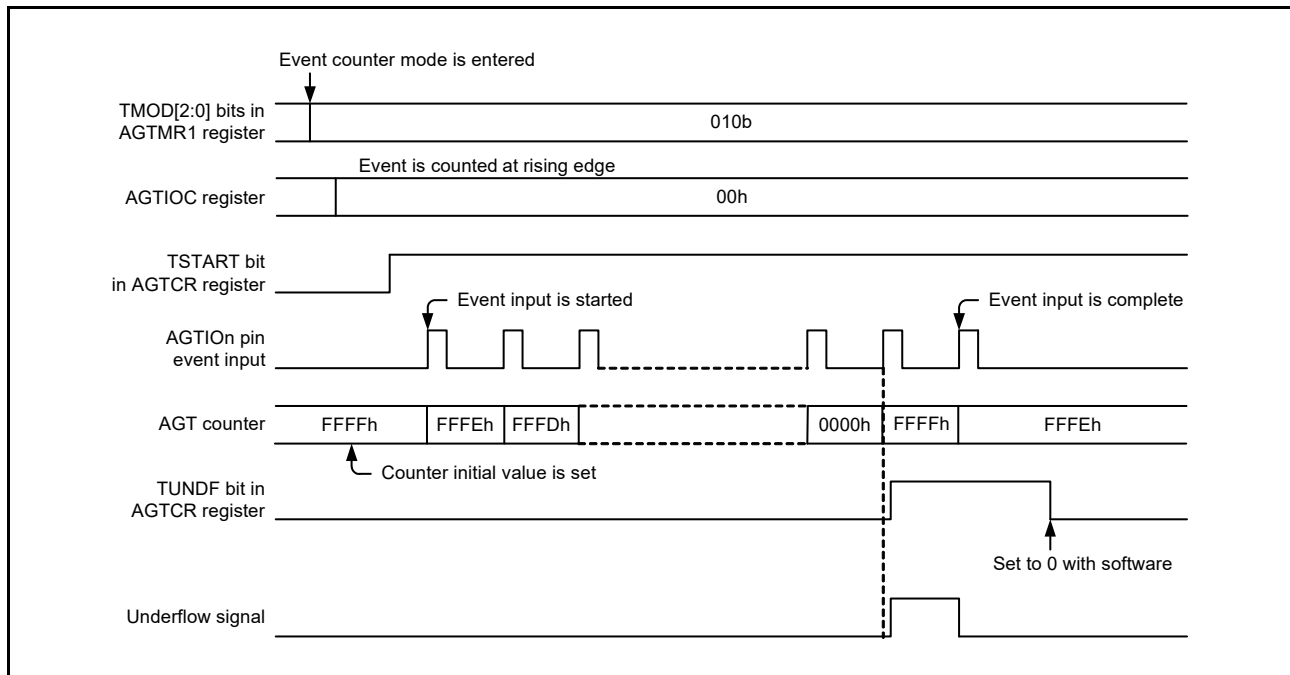 Event counter mode is entered
TMOD[2:0] bits in
AGTMR1 register
010b
Event is counted at rising edge
AGTIOC register
00h
TSTART bit
in AGTCR register
Event input is started
Event input is complete
AGTIOn pin
event input
AGT counter
FFFFh
FFFEh
FFFDh
0000h
FFFFh
FFFEh
Counter initial value is set
TUNDF bit in
AGTCR register
Set to 0 with software
Underflow signal